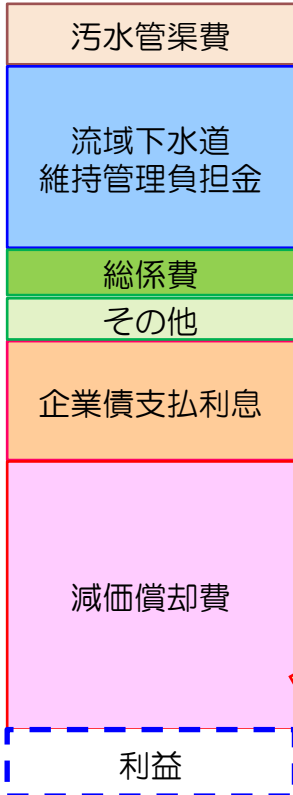 汚水管渠費
流域下水道
維持管理負担金
総係費
その他
企業債支払利息
減価償却費
利益